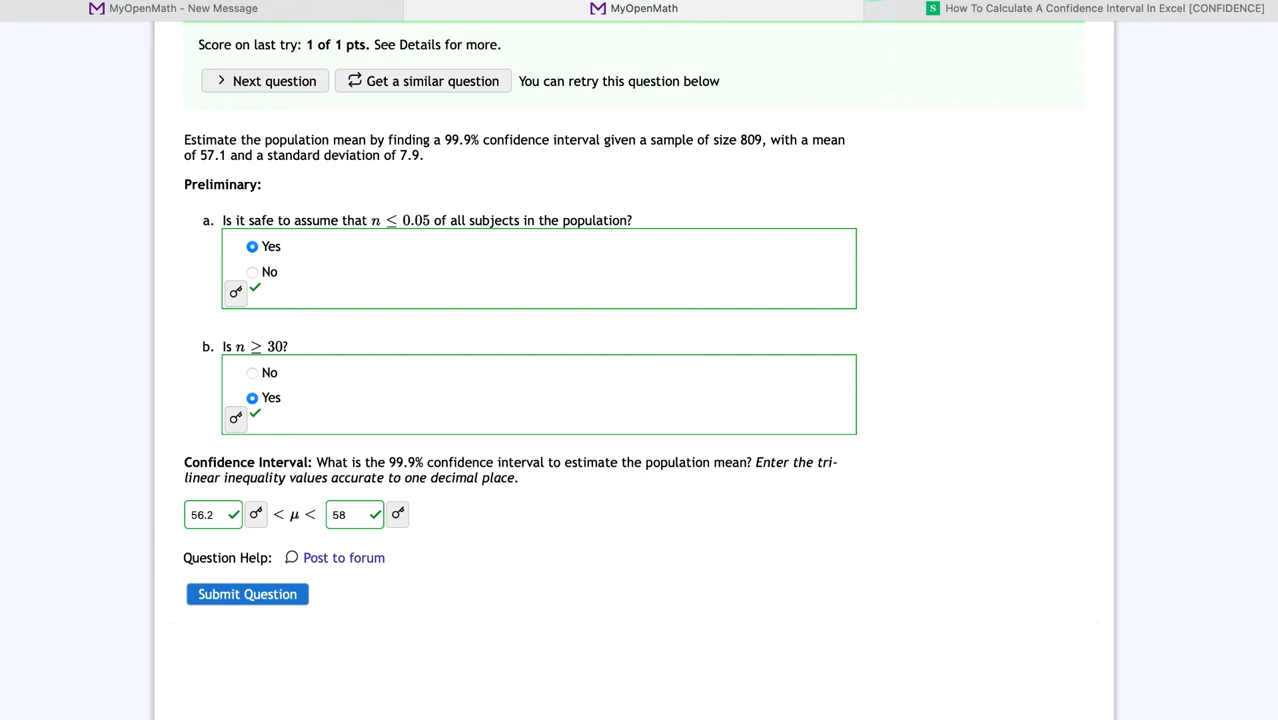 MyOpenMath - New Message
MyOpenMath
S How To Calculate A Confidence Interval In Excel [CONFIDENCE]
Score on last try: 1 of 1 pts. See Details for more.
> Next question
Get a similar question
You can retry this question below
Estimate the population mean by finding a 99.9% confidence interval given a sample of size 809, with a mean
of 57.1 and a standard deviation of 7.9.
Preliminary:
a. Is it safe to assume that n ≤ 0.05 of all subjects in the population?
Yes
No
b. Is n ≥ 30?
No
Yes
Confidence Interval: What is the 99.9% confidence interval to estimate the population mean? Enter the tri-
linear inequality values accurate to one decimal place.
56.2 < μ < 58
Question Help: Post to forum
Submit Question